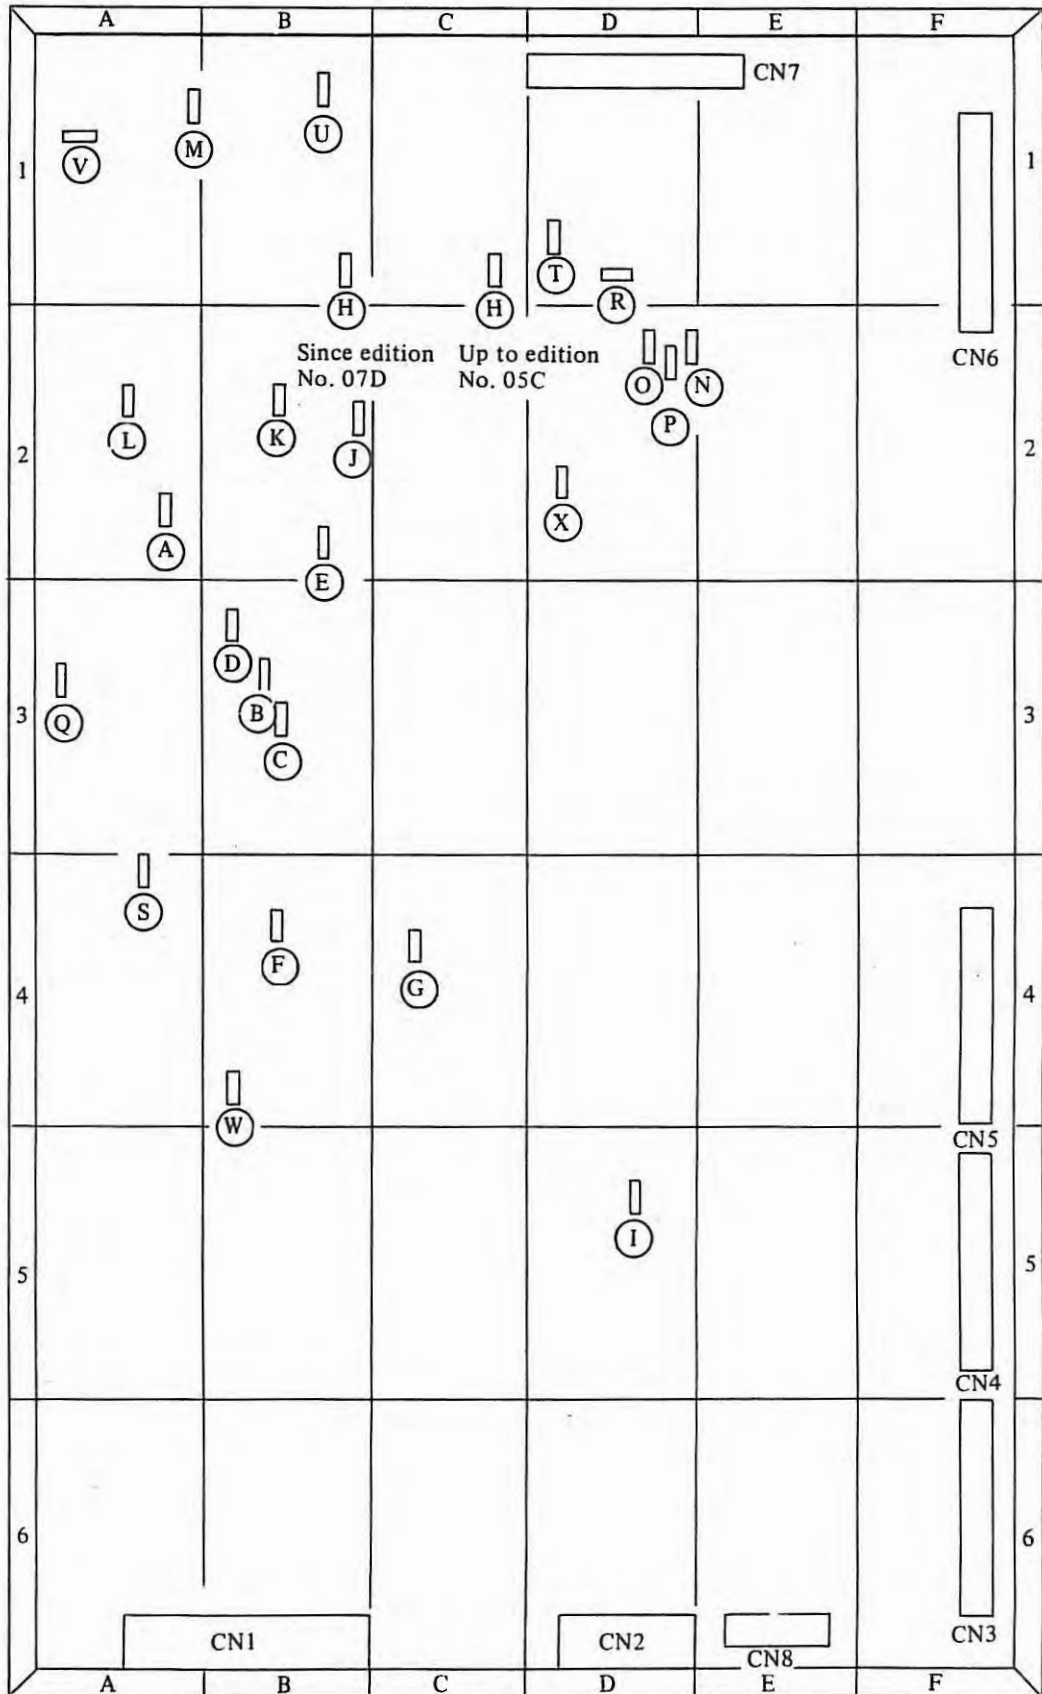 A B C D E F
CN7
U
M
V
1 1
T
R
H H
CN6
Since edition Up to edition
No. 07D No. 05C
O N
P
L K
J
2 2
X
A
E
D
B
3 3
Q
C
S
F
G
4 4
W
CN5
I
5 5
CN4
6 6
CN1 CN2 CN3
CN8
A B C D E F